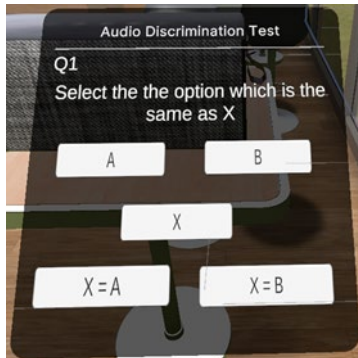 Audio Discrimination Test
Q1
Select the the option which is the
same as X
A
B
X
X = A
X = B